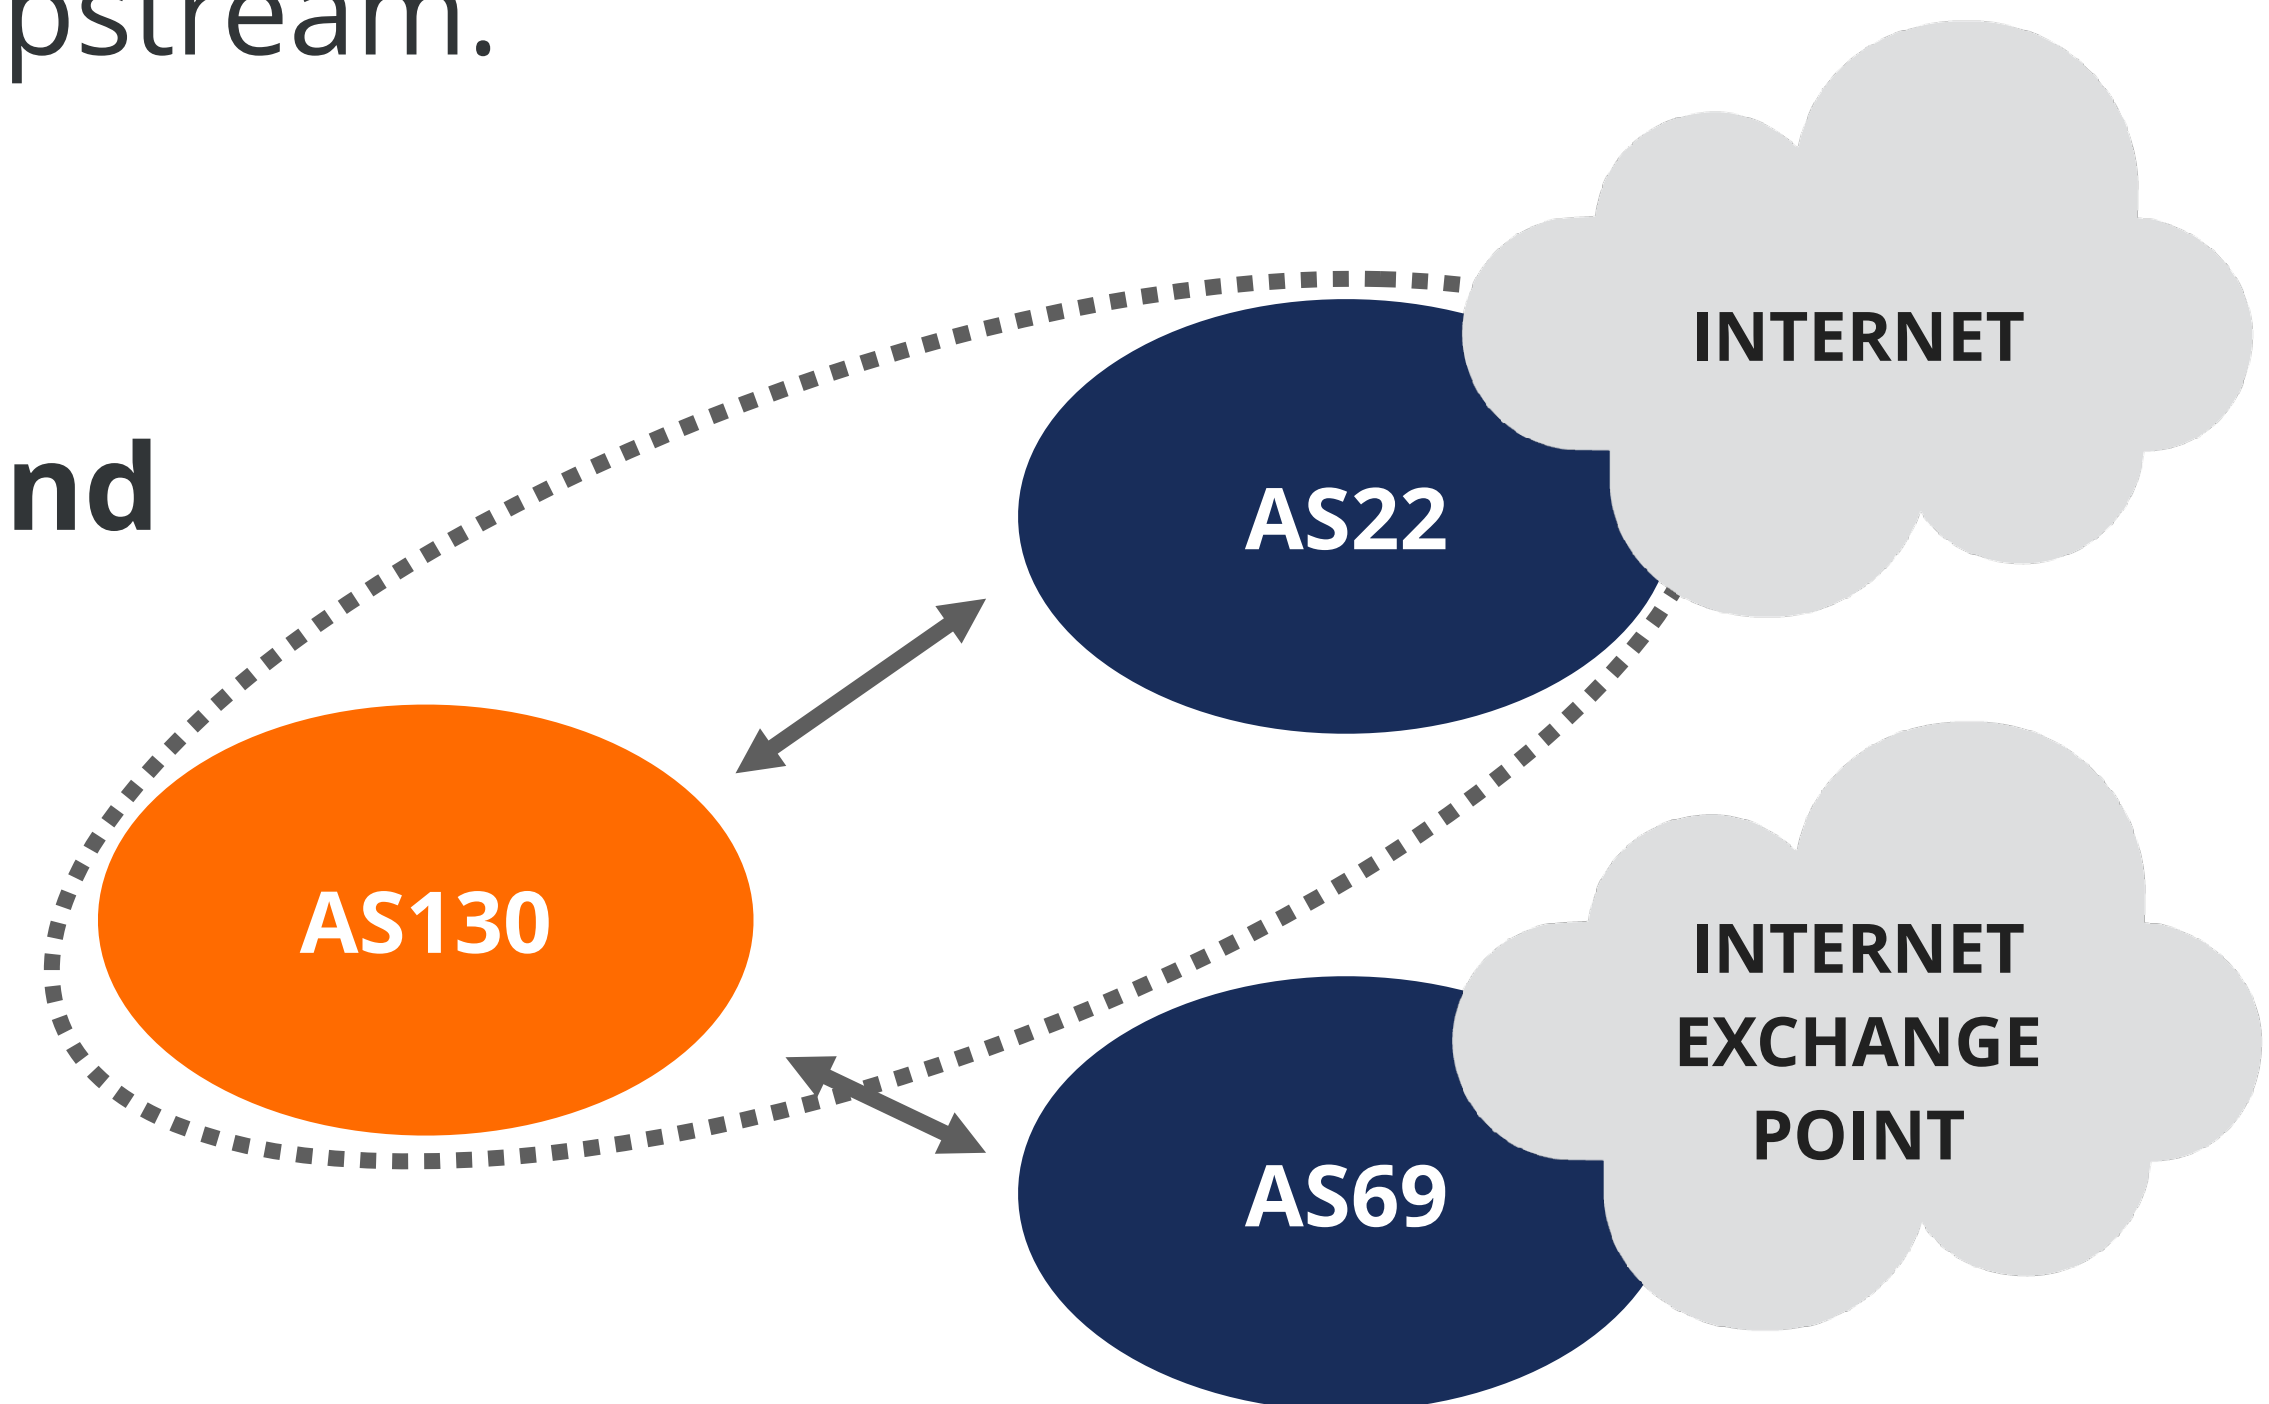 pstream.
INTERNET
nd
AS22
AS130
INTERNET
EXCHANGE
POINT
AS69